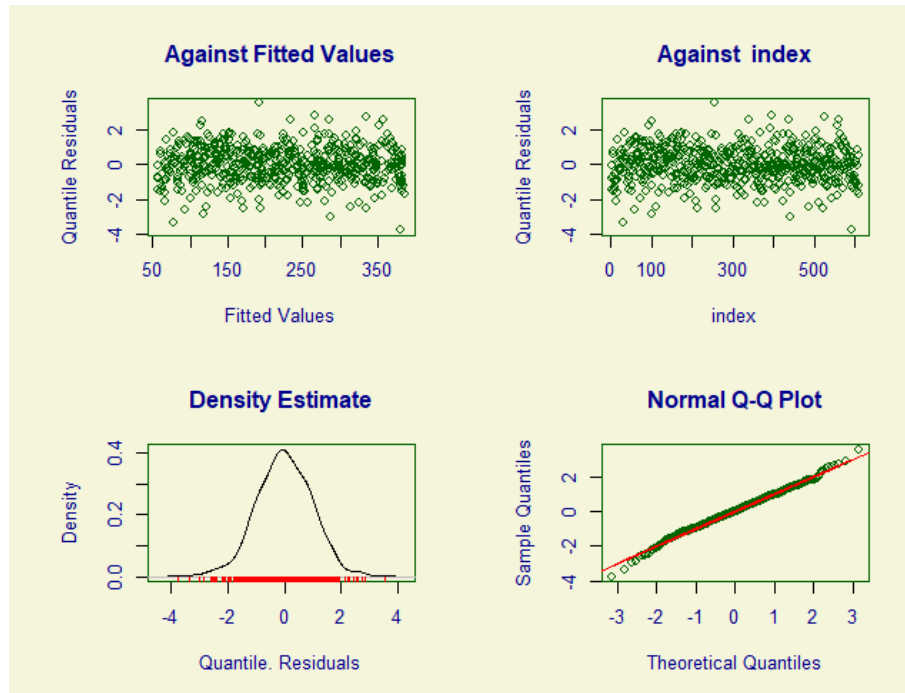 Against Fitted Values
Quantile Residuals
-4 -2 0 2
50 150 250 350
Fitted Values
Against index
Quantile Residuals
-4 -2 0 2
0 100 300 500
index
Density Estimate
Density
0.0 0.2 0.4
-4 -2 0 2 4
Quantile. Residuals
Normal Q-Q Plot
Sample Quantiles
-4 -2 0 2
-3 -2 -1 0 1 2 3
Theoretical Quantiles